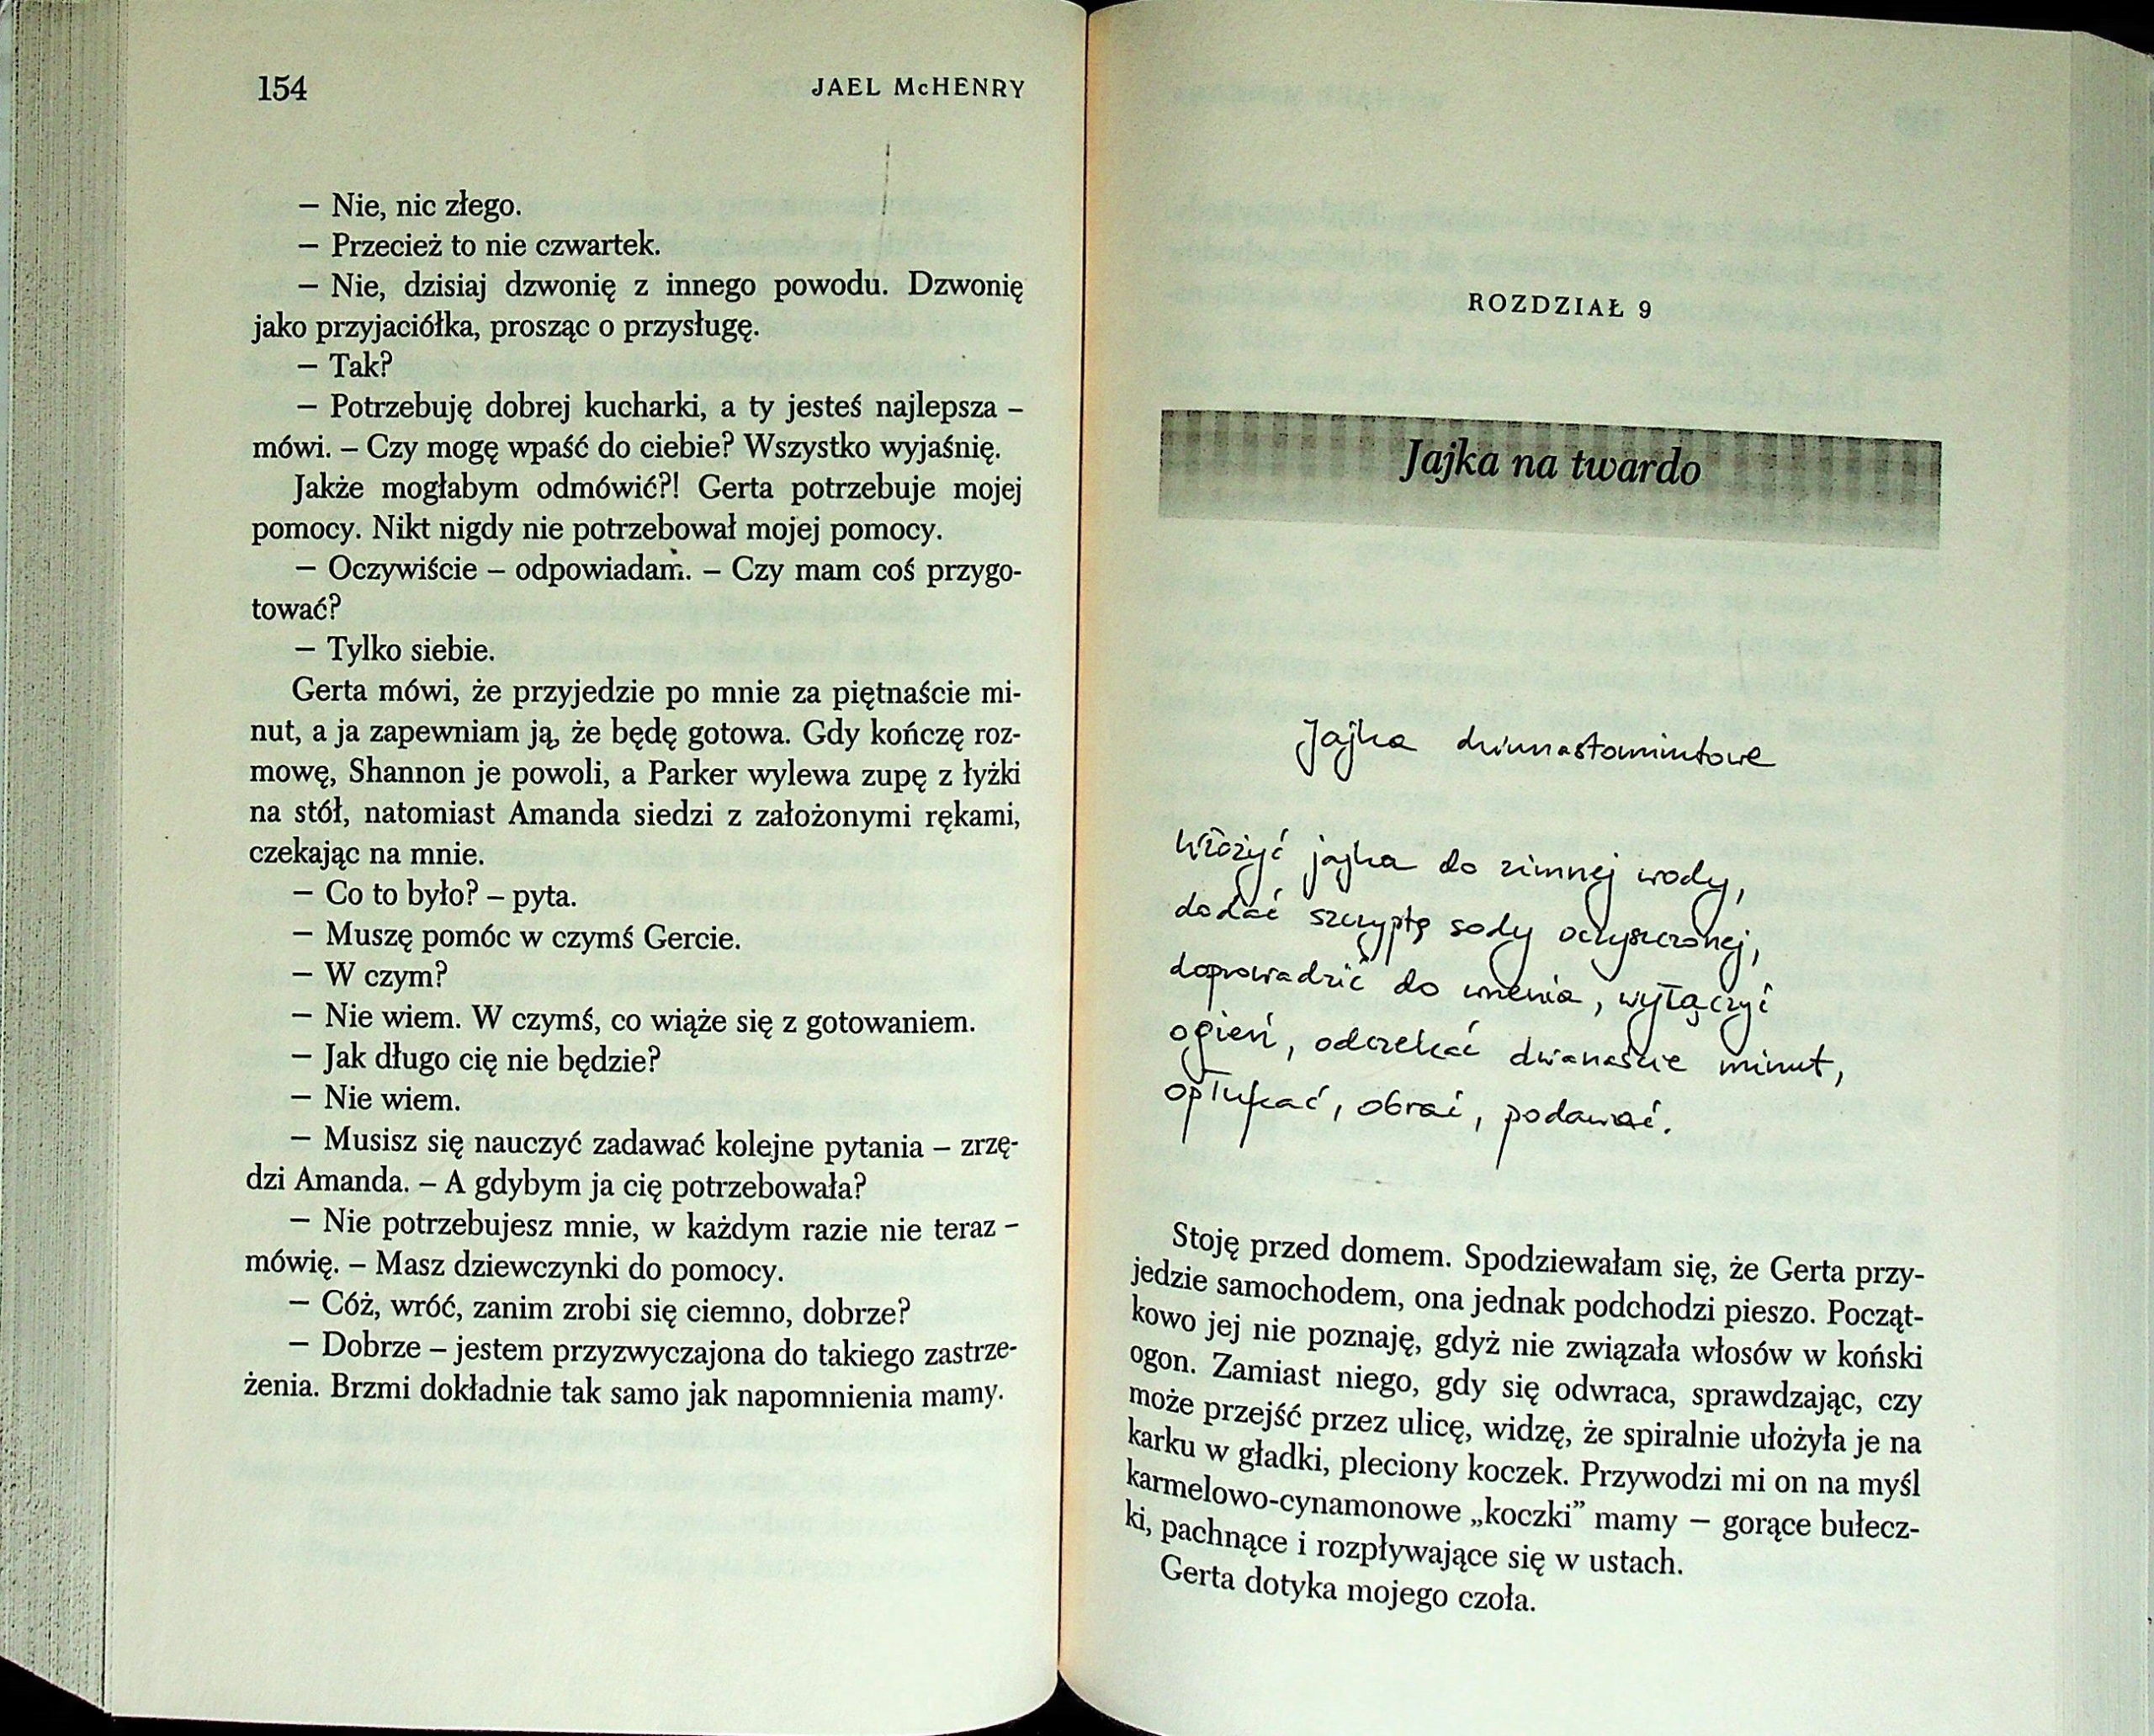 154
JAEL McHENRY
– Nie, nic złego.
– Przecież to nie czwartek.
– Nie, dzisiaj dzwonię z innego powodu. Dzwonię
jako przyjaciółka, prosząc o przysługę.
– Tak?
– Potrzebuję dobrej kucharki, a ty jesteś najlepsza –
mówi. – Czy mogę wpaść do ciebie? Wszystko wyjaśnię.
Jakże mogłabym odmówić?! Gerta potrzebuje mojej
pomocy. Nikt nigdy nie potrzebował mojej pomocy.
– Oczywiście – odpowiadam. – Czy mam coś przygo-
tować?
– Tylko siebie.
Gerta mówi, że przyjedzie po mnie za piętnaście mi-
nut, a ja zapewniam ją, że będę gotowa. Gdy kończę roz-
mowę, Shannon je powoli, a Parker wylewa zupę z łyżki
na stół, natomiast Amanda siedzi z założonymi rękami,
czekając na mnie.
– Co to było? – pyta.
– Muszę pomóc w czymś Gercie.
– W czym?
– Nie wiem. W czymś, co wiąże się z gotowaniem.
– Jak długo cię nie będzie?
– Nie wiem.
– Musisz się nauczyć zadawać kolejne pytania – zrzę-
dzi Amanda. – A gdybym ja cię potrzebowała?
– Nie potrzebujesz mnie, w każdym razie nie teraz –
mówię. – Masz dziewczynki do pomocy.
– Cóż, wróć, zanim zrobi się ciemno, dobrze?
– Dobrze – jestem przyzwyczajona do takiego zastrze-
żenia. Brzmi dokładnie tak samo jak napomnienia mamy.
ROZDZIAŁ 9
Jajka na twardo
Jajka dwunastominutowe
Włożyć jajka do zimnej wody,
dodać szczyptę sody oczyszczonej,
doprowadzić do wrzenia, wyłączyć
ogień, odczekać dwanaście minut,
opłukać, obrać, podawać.
Stoję przed domem. Spodziewałam się, że Gerta przy-
jedzie samochodem, ona jednak podchodzi pieszo. Począt-
kowo jej nie poznaję, gdyż nie związała włosów w koński
ogon. Zamiast niego, gdy się odwraca, sprawdzając, czy
może przejść przez ulicę, widzę, że spiralnie ułożyła je na
karku w gładki, pleciony koczek. Przywodzi mi on na myśl
karmelowo-cynamonowe „koczki” mamy – gorące bułecz-
ki, pachnące i rozpływające się w ustach.
Gerta dotyka mojego czoła.